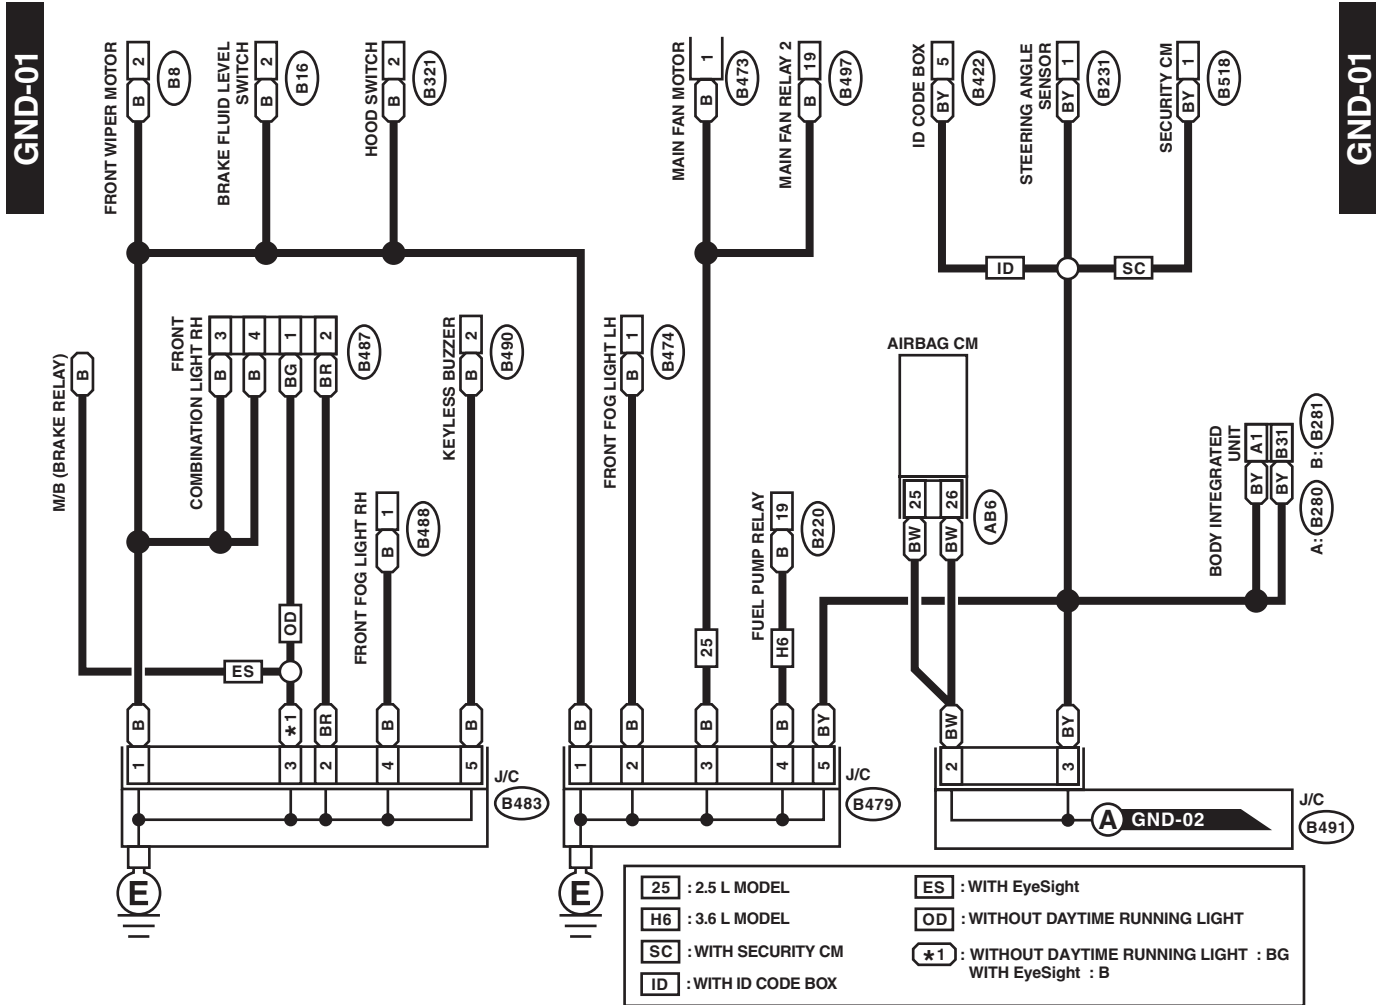 GND-01
GND-01
FRONT WIPER MOTOR
2
B
B8
BRAKE FLUID LEVEL
SWITCH
2
B
B16
HOOD SWITCH
2
B
B321
MAIN FAN MOTOR
1
B
B473
MAIN FAN RELAY 2
19
B
B497
ID CODE BOX
5
BY
B422
STEERING ANGLE
SENSOR
1
BY
B231
SECURITY CM
1
BY
B518
ID
SC
M/B (BRAKE RELAY)
B
FRONT
COMBINATION LIGHT RH
3
4
1
2
B
B
BG
BR
B487
KEYLESS BUZZER
2
B
B490
FRONT FOG LIGHT LH
1
B
B474
AIRBAG CM
25
26
BW
BW
AB6
BODY INTEGRATED
UNIT
A1
B31
BY
BY
A: B280
B: B281
FRONT FOG LIGHT RH
1
B
B488
FUEL PUMP RELAY
19
B
B220
OD
ES
25
H6
B
*1
BR
B
B
1
3
2
4
5
J/C
B483
E
B
B
B
B
BY
1
2
3
4
5
J/C
B479
E
BW
BY
2
3
A
GND-02
J/C
B491
25 : 2.5 L MODEL
H6 : 3.6 L MODEL
SC : WITH SECURITY CM
ID : WITH ID CODE BOX
ES : WITH EyeSight
OD : WITHOUT DAYTIME RUNNING LIGHT
*1 : WITHOUT DAYTIME RUNNING LIGHT : BG
WITH EyeSight : B